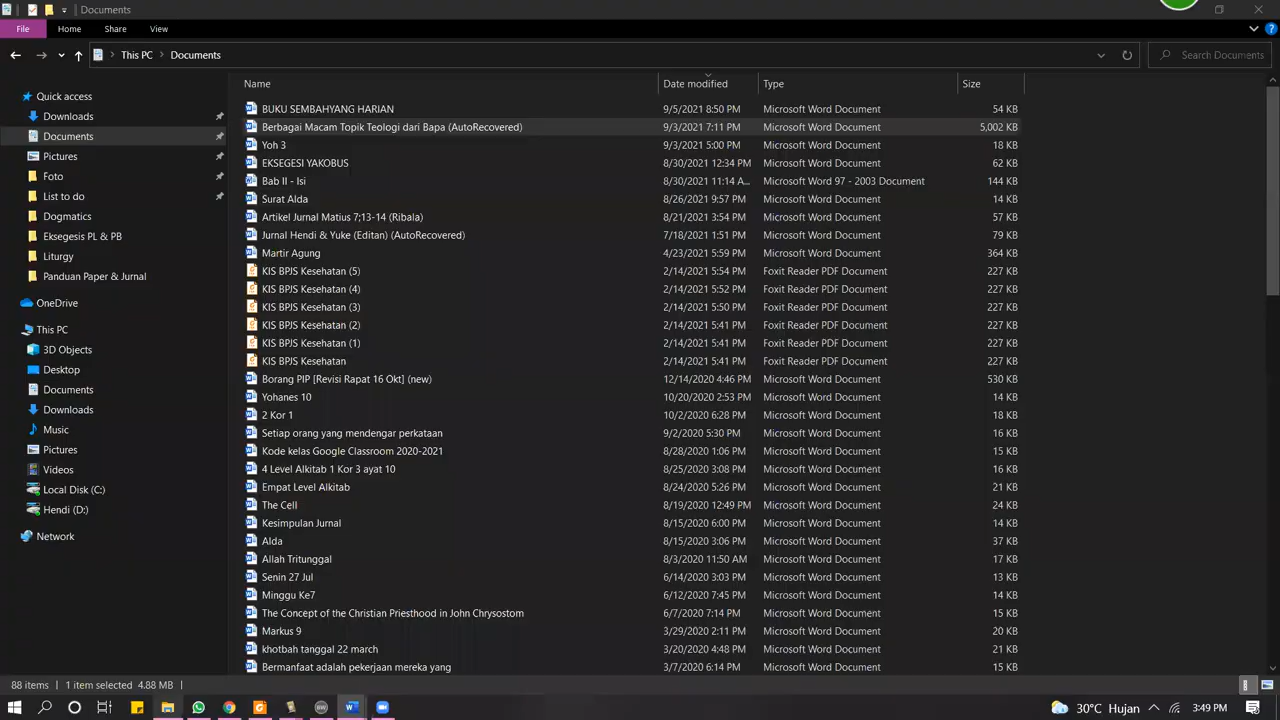 Documents
File Home Share View
This PC Documents Search Documents
Name Date modified Type Size
Quick access
Downloads
Documents
Pictures
Foto
List to do
Dogmatics
Eksegesis PL & PB
Liturgy
Panduan Paper & Jurnal
OneDrive
This PC
3D Objects
Desktop
Documents
Downloads
Music
Pictures
Videos
Local Disk (C:)
Hendi (D:)
Network
BUKU SEMBAHYANG HARIAN 9/5/2021 8:50 PM Microsoft Word Document 54 KB
Berbagai Macam Topik Teologi dari Bapa (AutoRecovered) 9/3/2021 7:11 PM Microsoft Word Document 5,002 KB
Yoh 3 9/3/2021 5:00 PM Microsoft Word Document 18 KB
EKSEGESI YAKOBUS 8/30/2021 12:34 PM Microsoft Word Document 62 KB
Bab II - Isi 8/30/2021 11:14 A... Microsoft Word 97 - 2003 Document 144 KB
Surat Alda 8/26/2021 9:57 PM Microsoft Word Document 14 KB
Artikel Jurnal Matius 7;13-14 (Ribala) 8/21/2021 3:54 PM Microsoft Word Document 57 KB
Jurnal Hendi & Yuke (Editan) (AutoRecovered) 7/18/2021 1:51 PM Microsoft Word Document 79 KB
Martir Agung 4/23/2021 5:59 PM Microsoft Word Document 364 KB
KIS BPJS Kesehatan (5) 2/14/2021 5:54 PM Foxit Reader PDF Document 227 KB
KIS BPJS Kesehatan (4) 2/14/2021 5:52 PM Foxit Reader PDF Document 227 KB
KIS BPJS Kesehatan (3) 2/14/2021 5:50 PM Foxit Reader PDF Document 227 KB
KIS BPJS Kesehatan (2) 2/14/2021 5:41 PM Foxit Reader PDF Document 227 KB
KIS BPJS Kesehatan (1) 2/14/2021 5:41 PM Foxit Reader PDF Document 227 KB
KIS BPJS Kesehatan 2/14/2021 5:41 PM Foxit Reader PDF Document 227 KB
Borang PIP [Revisi Rapat 16 Okt] (new) 12/14/2020 4:46 PM Microsoft Word Document 530 KB
Yohanes 10 10/20/2020 2:53 PM Microsoft Word Document 14 KB
2 Kor 1 10/2/2020 6:28 PM Microsoft Word Document 18 KB
Setiap orang yang mendengar perkataan 9/2/2020 5:30 PM Microsoft Word Document 16 KB
Kode kelas Google Classroom 2020-2021 8/28/2020 1:06 PM Microsoft Word Document 15 KB
4 Level Alkitab 1 Kor 3 ayat 10 8/25/2020 3:08 PM Microsoft Word Document 16 KB
Empat Level Alkitab 8/24/2020 5:26 PM Microsoft Word Document 21 KB
The Cell 8/19/2020 12:49 PM Microsoft Word Document 24 KB
Kesimpulan Jurnal 8/15/2020 6:00 PM Microsoft Word Document 14 KB
Alda 8/15/2020 3:06 PM Microsoft Word Document 37 KB
Allah Tritunggal 8/3/2020 11:50 AM Microsoft Word Document 21 KB
Senin 27 Jul 6/14/2020 3:03 PM Microsoft Word Document 13 KB
Minggu Ke7 6/12/2020 7:45 PM Microsoft Word Document 14 KB
The Concept of the Christian Priesthood in John Chrysostom 6/7/2020 7:14 PM Microsoft Word Document 15 KB
Markus 9 3/29/2020 2:11 PM Microsoft Word Document 20 KB
khotbah tanggal 22 march 3/20/2020 4:48 PM Microsoft Word Document 21 KB
Bermanfaat adalah pekerjaan mereka yang 3/7/2020 6:14 PM Microsoft Word Document 15 KB
88 items 1 item selected 4.88 MB
30°C Hujan 3:49 PM